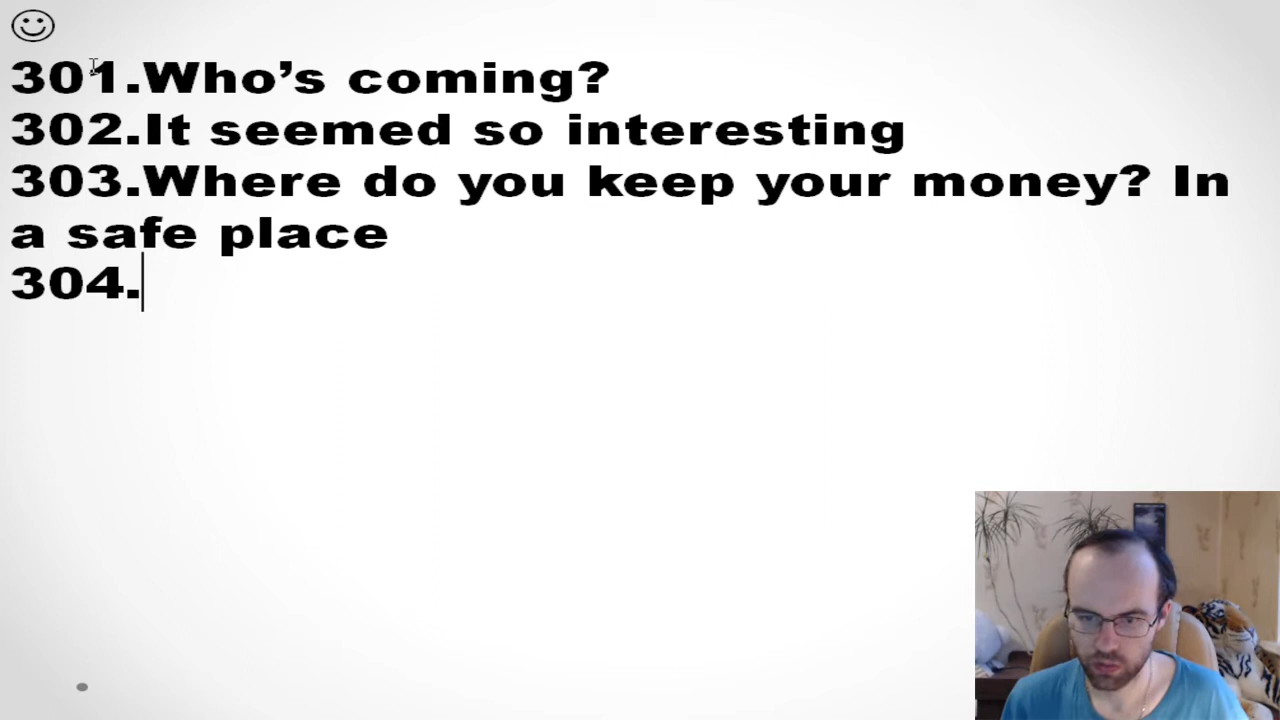 301.Who’s coming?
302.It seemed so interesting
303.Where do you keep your money? In
a safe place
304.